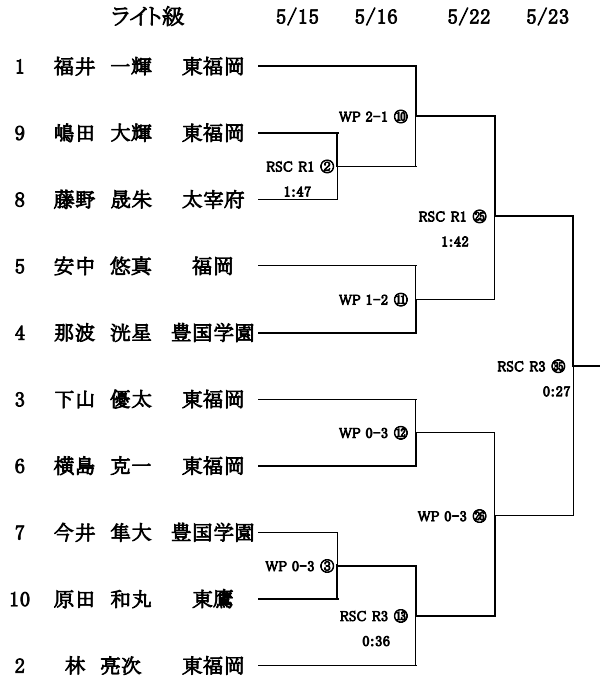 ライト級 5/15 5/16 5/22 5/23
1 福井 一輝 東福岡
WP 2-1 ⑩
9 嶋田 大輝 東福岡
RSC R1 ②
1:47
8 藤野 晟朱 太宰府
RSC R1 ㉕
1:42
5 安中 悠真 福岡
WP 1-2 ⑪
4 那波 洸星 豊国学園
RSC R3 ㉟
0:27
3 下山 優太 東福岡
WP 0-3 ⑫
6 横島 克一 東福岡
WP 0-3 ㉖
7 今井 隼大 豊国学園
WP 0-3 ③
10 原田 和丸 東鷹
RSC R3 ⑬
0:36
2 林 亮次 東福岡